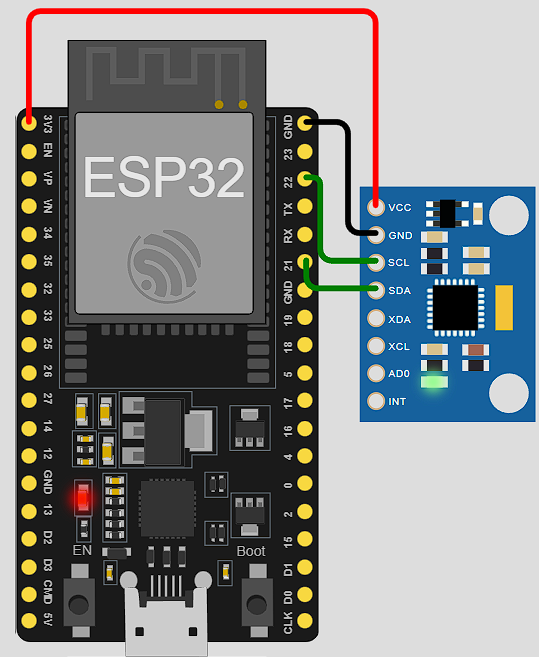 ESP32
3V3
EN
VP
VN
34
35
32
33
25
26
27
14
12
GND
13
D2
D3
CMD
5V
GND
23
22
TX
RX
21
GND
19
18
5
17
16
4
0
2
15
D1
D0
CLK
EN
Boot
VCC
GND
SCL
SDA
XDA
XCL
AD0
INT